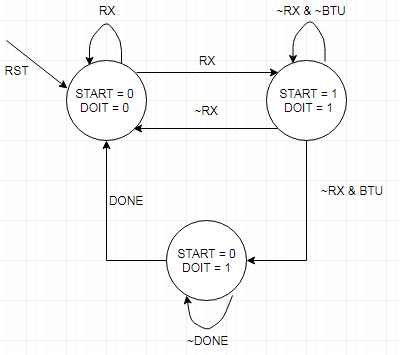 RX
~RX & ~BTU
RST
RX
START = 0
DOIT = 0
START = 1
DOIT = 1
~RX
~RX & BTU
DONE
START = 0
DOIT = 1
~DONE